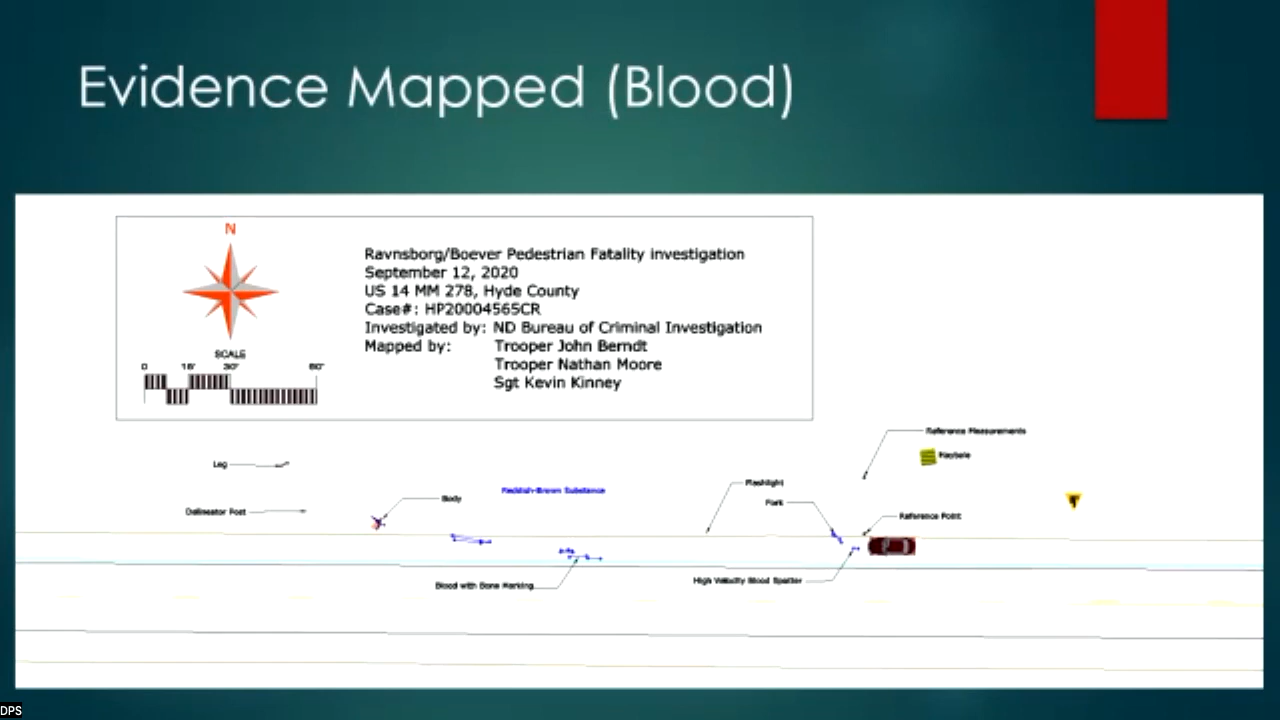 Evidence Mapped (Blood)
N
Ravnsborg/Boever Pedestrian Fatality investigation
September 12, 2020
US 14 MM 278, Hyde County
Case#: HP20004565CR
Investigated by: ND Bureau of Criminal Investigation
Mapped by: Trooper John Berndt
Trooper Nathan Moore
Sgt Kevin Kinney
SCALE
0 15' 30' 60'
Reference Measurements
Haybale
Leg
Flashlight
Reddish-Brown Substance
Body
Park
Delineator Post
Reference Point
High Velocity Blood Spatter
Blood with Bone Marking
DPS